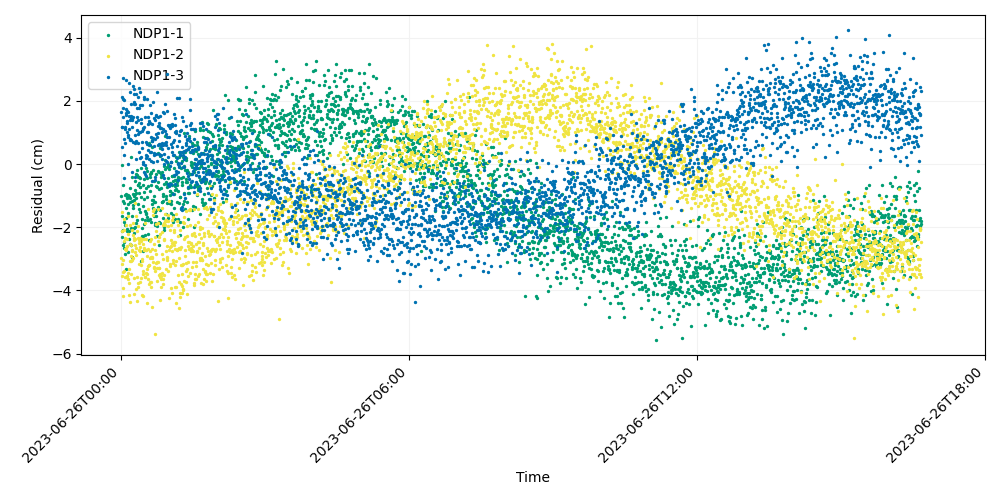 NDP1-1
NDP1-2
NDP1-3
4
2
0
−2
−4
−6
Residual (cm)
2023-06-26T00:00
2023-06-26T06:00
2023-06-26T12:00
2023-06-26T18:00
Time